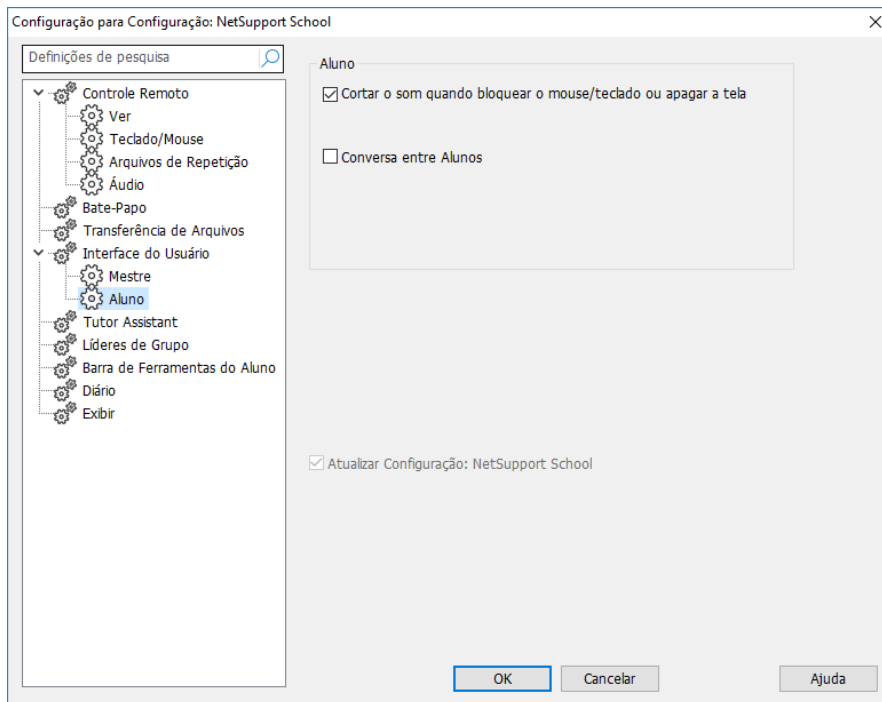 Configuração para Configuração: NetSupport School
Definições de pesquisa
Controle Remoto
Ver
Teclado/Mouse
Arquivos de Repetição
Áudio
Bate-Papo
Transferência de Arquivos
Interface do Usuário
Mestre
Aluno
Tutor Assistant
Líderes de Grupo
Barra de Ferramentas do Aluno
Diário
Exibir
Aluno
Cortar o som quando bloquear o mouse/teclado ou apagar a tela
Conversa entre Alunos
Atualizar Configuração: NetSupport School
OK
Cancelar
Ajuda